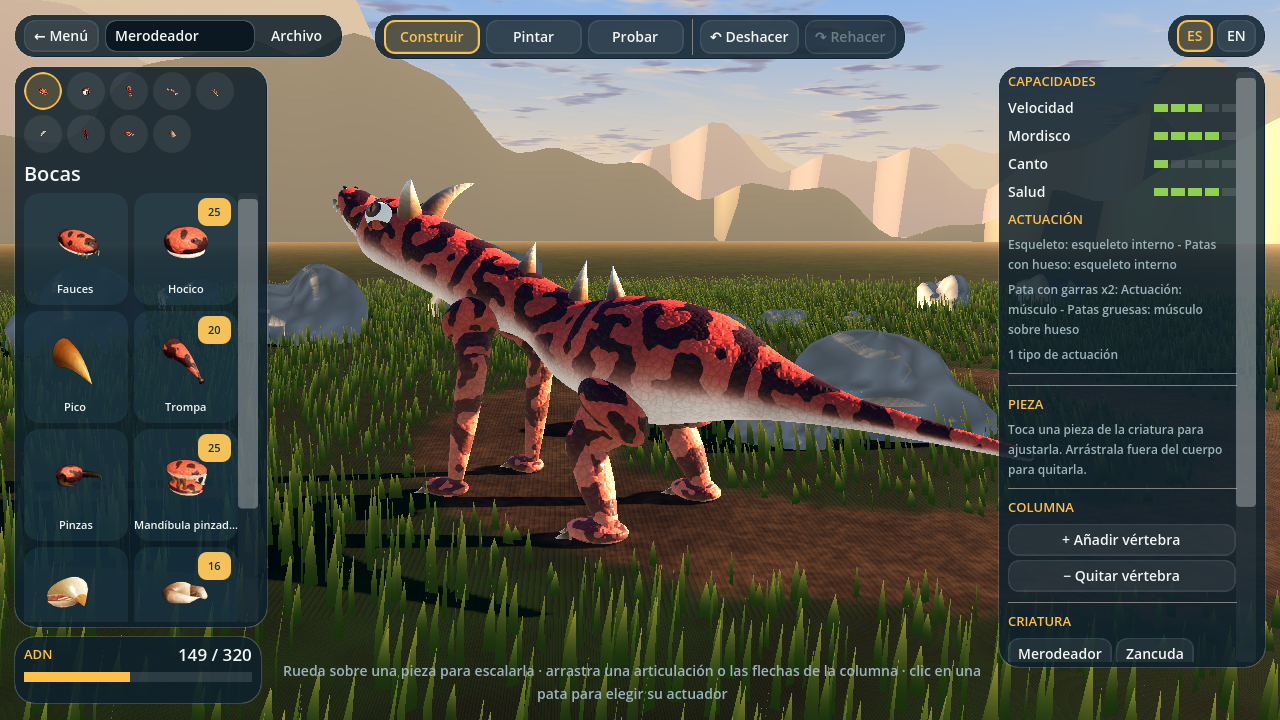 ← Menú
Merodeador
Archivo
Construir
Pintar
Probar
↶ Deshacer
↷ Rehacer
ES
EN
Bocas
Fauces
25
Hocico
Pico
20
Trompa
Pinzas
25
Mandíbula pinzad...
16
ADN
149 / 320
Rueda sobre una pieza para escalarla · arrastra una articulación o las flechas de la columna · clic en una
pata para elegir su actuador
CAPACIDADES
Velocidad
Mordisco
Canto
Salud
ACTUACIÓN
Esqueleto: esqueleto interno - Patas
con hueso: esqueleto interno
Pata con garras x2: Actuación:
músculo - Patas gruesas: músculo
sobre hueso
1 tipo de actuación
PIEZA
Toca una pieza de la criatura para
ajustarla. Arrástrala fuera del cuerpo
para quitarla.
COLUMNA
+ Añadir vértebra
− Quitar vértebra
CRIATURA
Merodeador
Zancuda